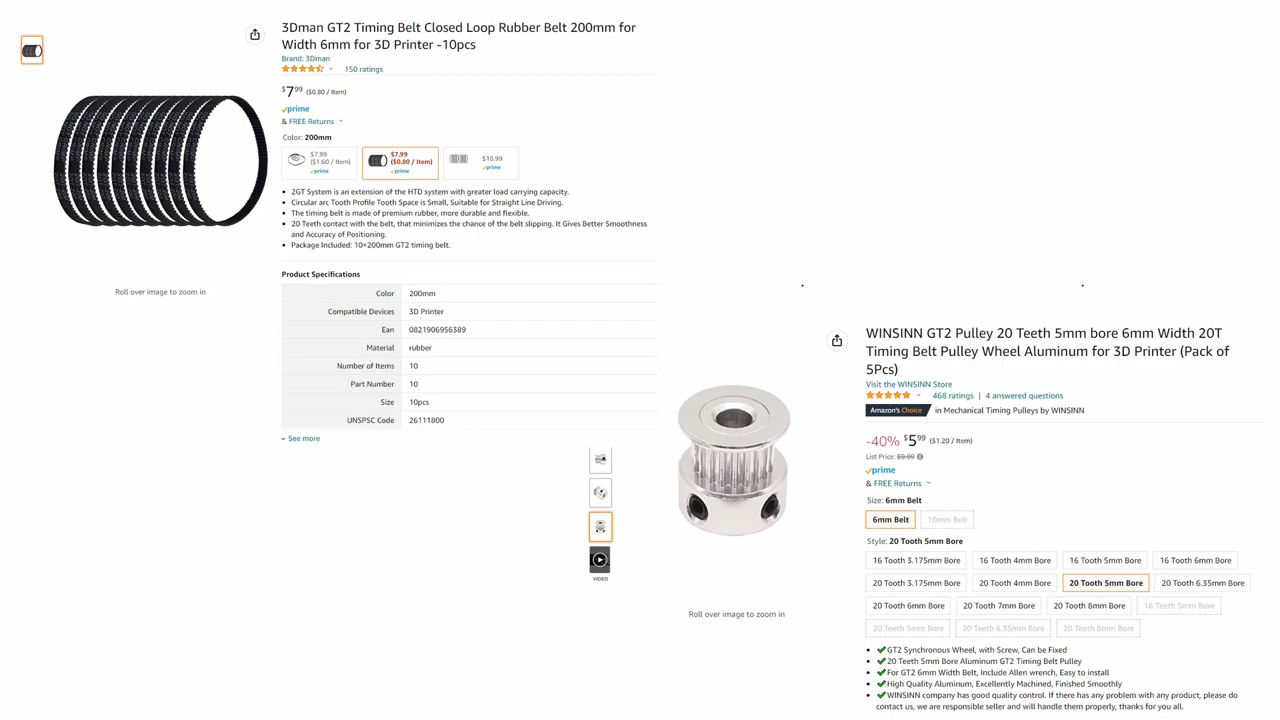 3Dman GT2 Timing Belt Closed Loop Rubber Belt 200mm for
Width 6mm for 3D Printer -10pcs
Brand: 3Dman
150 ratings
$7.99 ($0.80 / Item)
prime
& FREE Returns
Color: 200mm
$7.99
($1.60 / Item)
prime
$7.99
($0.80 / Item)
prime
$10.99
prime
• 2GT System is an extension of the HTD system with greater load carrying capacity.
• Circular arc Tooth Profile Tooth Space is Small, Suitable for Straight Line Driving.
• The timing belt is made of premium rubber, more durable and flexible.
• 20 Teeth contact with the belt, that minimizes the chance of the belt slipping. It Gives Better Smoothness
and Accuracy of Positioning.
• Package Included: 10×200mm GT2 timing belt.
Roll over image to zoom in
Product Specifications
Color 200mm
Compatible Devices 3D Printer
Ean 0821906956389
Material rubber
Number of Items 10
Part Number 10
Size 10pcs
UNSPSC Code 26111800
See more
VIDEO
Roll over image to zoom in
WINSINN GT2 Pulley 20 Teeth 5mm bore 6mm Width 20T
Timing Belt Pulley Wheel Aluminum for 3D Printer (Pack of
5Pcs)
Visit the WINSINN Store
468 ratings | 4 answered questions
Amazon's Choice in Mechanical Timing Pulleys by WINSINN
-40% $5.99 ($1.20 / Item)
List Price: $9.99
prime
& FREE Returns
Size: 6mm Belt
6mm Belt 10mm Belt
Style: 20 Tooth 5mm Bore
16 Tooth 3.175mm Bore 16 Tooth 4mm Bore 16 Tooth 5mm Bore 16 Tooth 6mm Bore
20 Tooth 3.175mm Bore 20 Tooth 4mm Bore 20 Tooth 5mm Bore 20 Tooth 6.35mm Bore
20 Tooth 6mm Bore 20 Tooth 7mm Bore 20 Tooth 8mm Bore 16 Teeth 5mm Bore
20 Teeth 5mm Bore 20 Teeth 6.35mm Bore 20 Teeth 8mm Bore
• ✔GT2 Synchronous Wheel, with Screw, Can be Fixed
• ✔20 Teeth 5mm Bore Aluminum GT2 Timing Belt Pulley
• ✔For GT2 6mm Width Belt, Include Allen wrench, Easy to install
• ✔High Quality Aluminum, Excellently Machined, Finished Smoothly
• ✔WINSINN company has good quality control. If there has any problem with any product, please do
contact us, we are responsible seller and will handle them properly, thanks for you all.